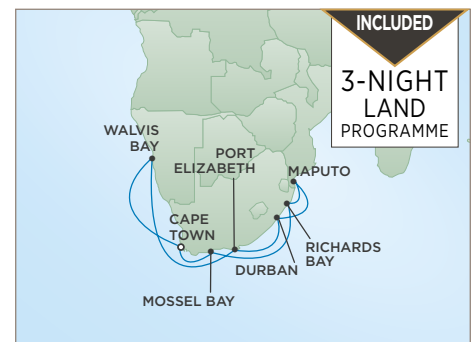 INCLUDED
3-NIGHT
LAND
PROGRAMME
WALVIS
BAY
PORT
ELIZABETH
MAPUTO
CAPE
TOWN
RICHARDS
BAY
DURBAN
MOSSEL BAY